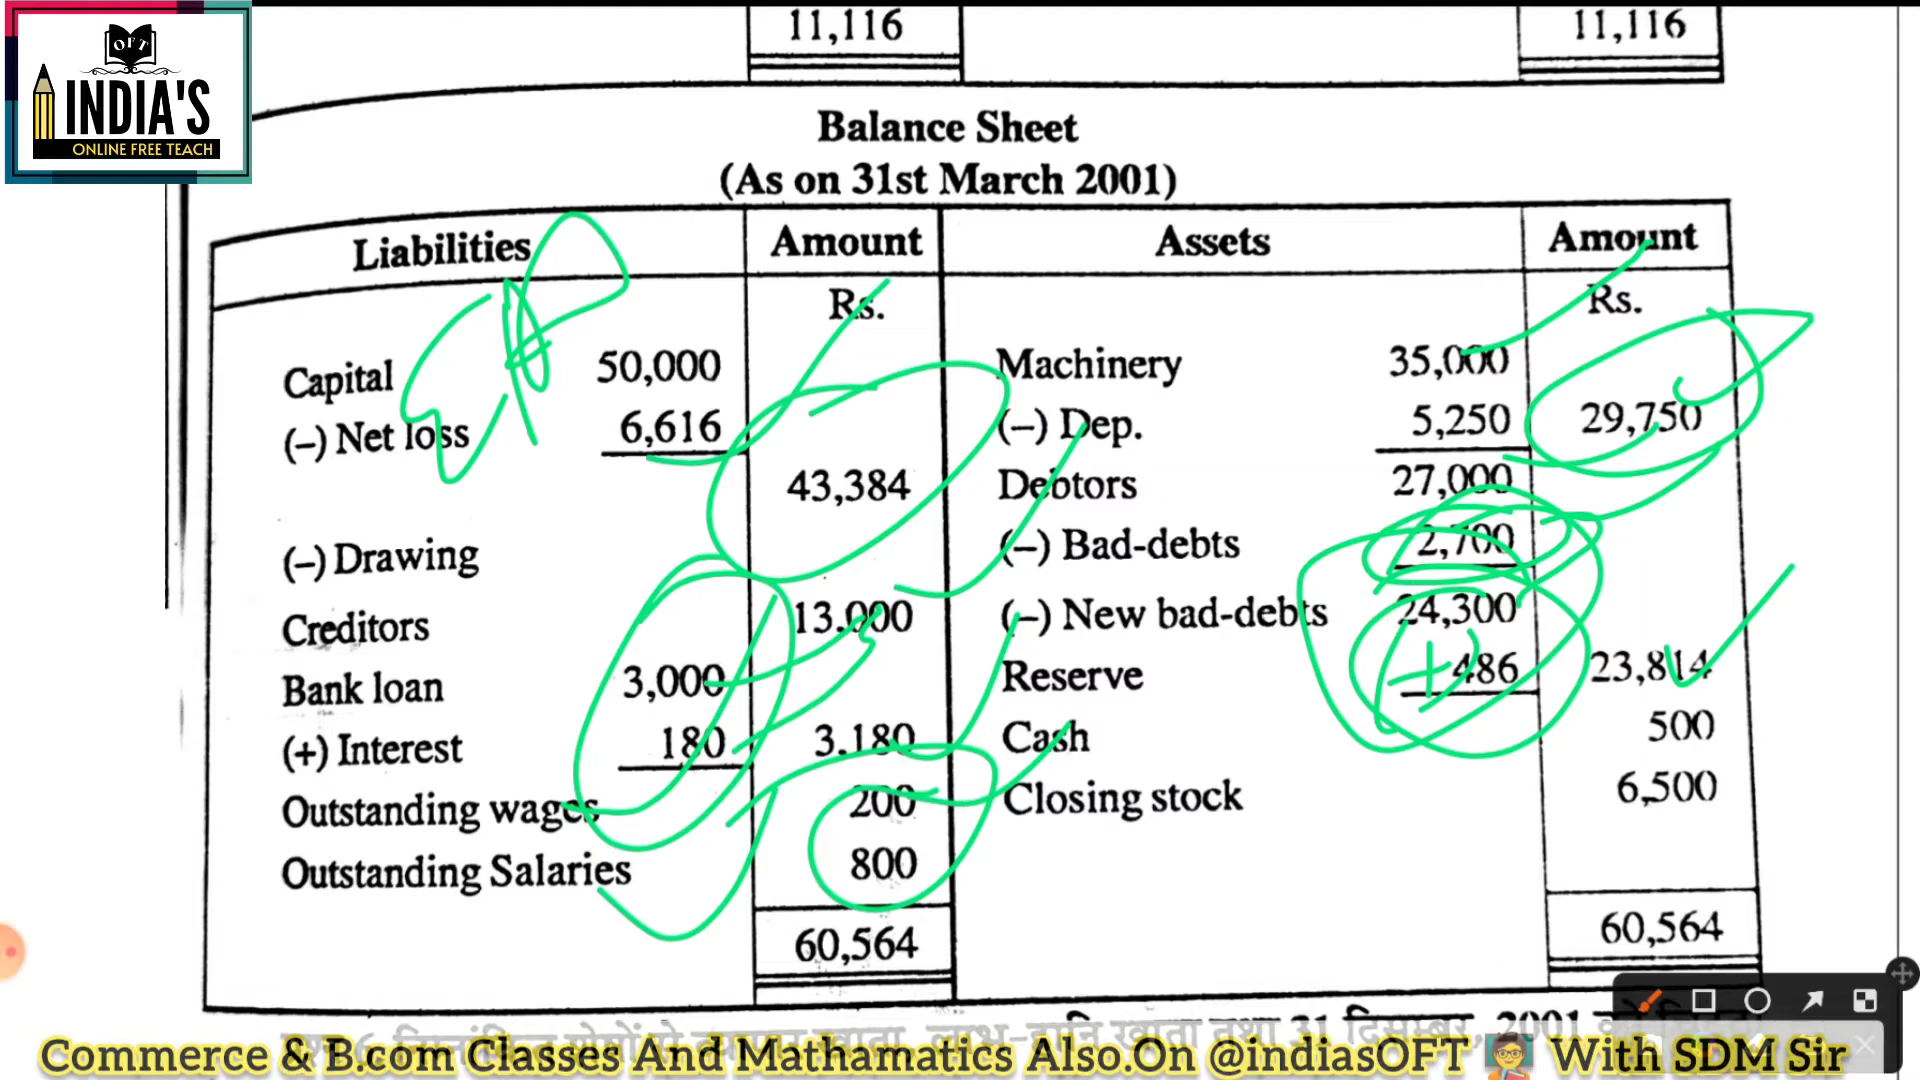 OFT
INDIA'S
ONLINE FREE TEACH
11,116 11,116
Balance Sheet
(As on 31st March 2001)
Liabilities Amount Assets Amount
Rs. Rs.
Capital 50,000 Machinery 35,000
(–) Net loss 6,616 (–) Dep. 5,250 29,750
43,384 Debtors 27,000
(–) Drawing (–) Bad-debts 2,700
Creditors 13,000 (–) New bad-debts 24,300
Bank loan 3,000 Reserve 486 23,814
(+) Interest 180 3,180 Cash 500
Outstanding wages 200 Closing stock 6,500
Outstanding Salaries 800
60,564 60,564
31 दिसम्बर, 2001
Commerce & B.com Classes And Mathamatics Also.On @indiasOFT With SDM Sir